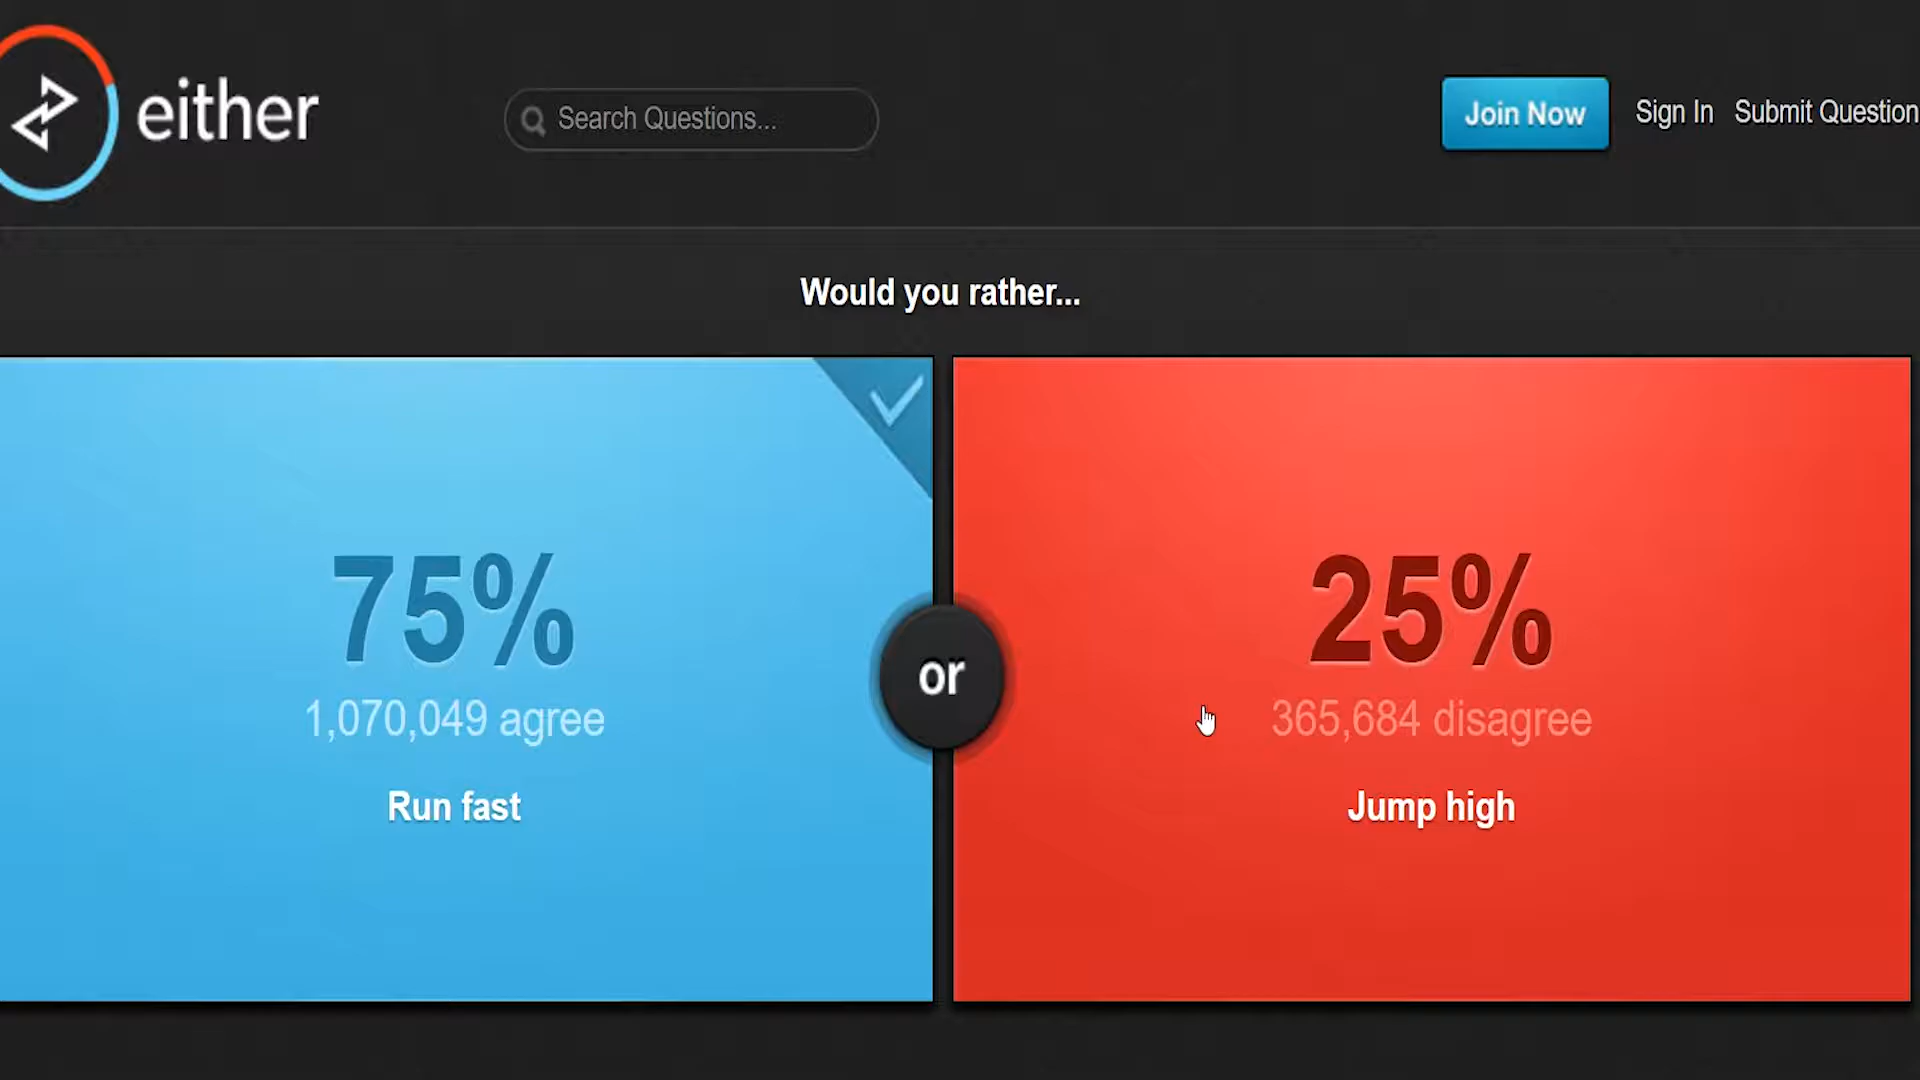 either
Search Questions...
Join Now
Sign In
Submit Question
Would you rather...
75%
1,070,049 agree
Run fast
or
25%
365,684 disagree
Jump high